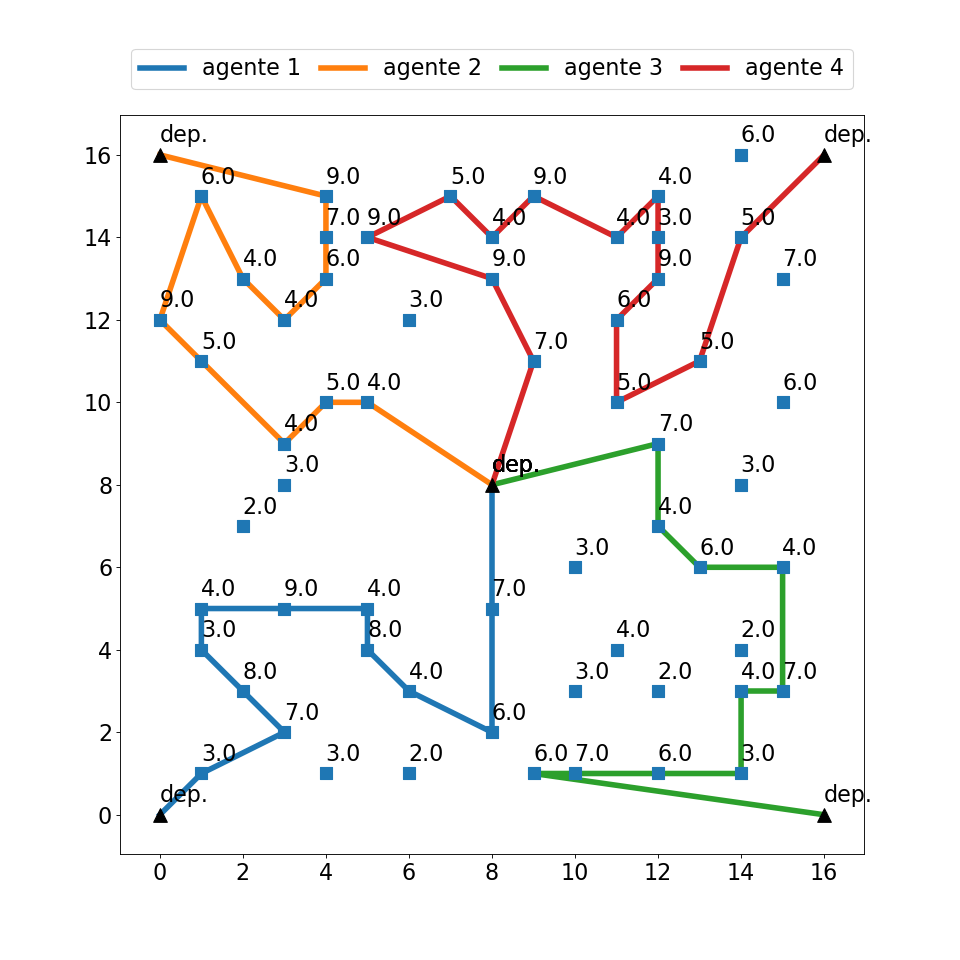 agente 1 agente 2 agente 3 agente 4
dep. 6.0 dep.
16
6.0 9.0 5.0 9.0 4.0
7.0 9.0 4.0 4.0 3.0 5.0
14
4.0 6.0 9.0 9.0 7.0
9.0 4.0 3.0 6.0
12
5.0 7.0 5.0
5.0 4.0 5.0 6.0
10
4.0 7.0
3.0 dep. 3.0
8
2.0 4.0
3.0 6.0 4.0
6
4.0 9.0 4.0 7.0
3.0 8.0 4.0 2.0
4
8.0 4.0 3.0 2.0 4.0 7.0
7.0 6.0
2
3.0 3.0 2.0 6.0 7.0 6.0 3.0
dep. dep.
0
0 2 4 6 8 10 12 14 16